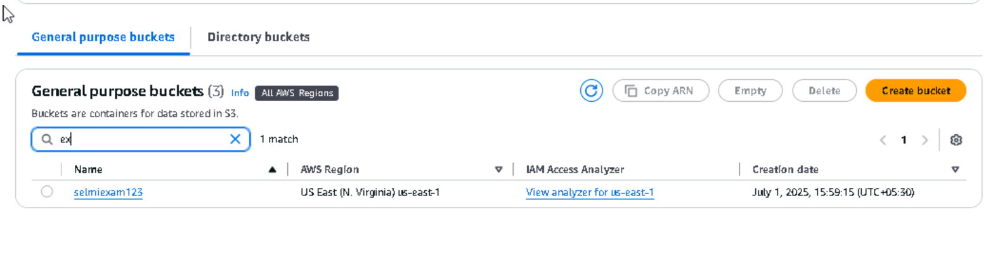 General purpose buckets Directory buckets
General purpose buckets (3) Info All AWS Regions Copy ARN Empty Delete Create bucket
Buckets are containers for data stored in S3.
ex 1 match 1
Name AWS Region IAM Access Analyzer Creation date
selmiexam123 US East (N. Virginia) us-east-1 View analyzer for us-east-1 July 1, 2025, 15:59:15 (UTC+05:30)